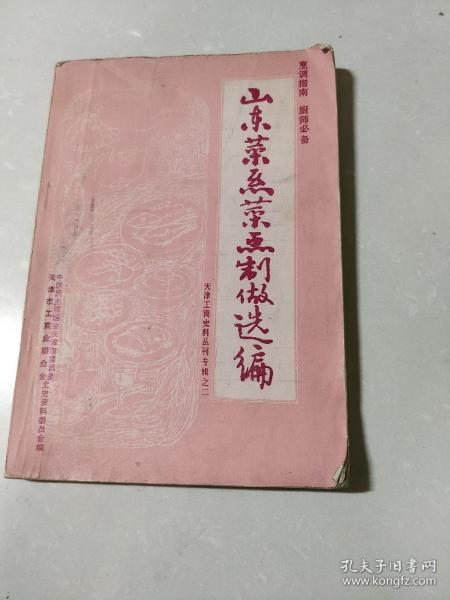 烹调指南 厨师必备
山东菜系菜点制做选编
天津工商史料丛刊专辑之二
中国民主建国会天津市委员会
天津市工商业联合会文史资料委员会编
孔夫子旧书网
www.kongfz.com